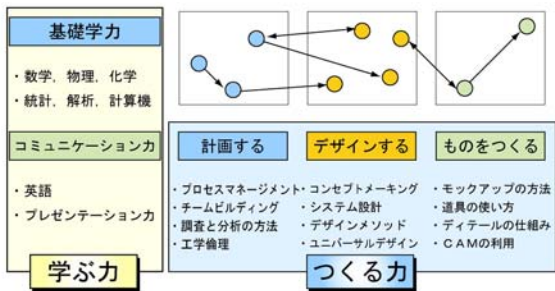 基礎学力
・数学，物理，化学
・統計，解析，計算機
コミュニケーション力
・英語
・プレゼンテーション力
学ぶ力
計画する
・プロセスマネージメント
・チームビルディング
・調査と分析の方法
・工学倫理
デザインする
・コンセプトメーキング
・システム設計
・デザインメソッド
・ユニバーサルデザイン
ものをつくる
・モックアップの方法
・道具の使い方
・ディテールの仕組み
・ＣＡＭの利用
つくる力